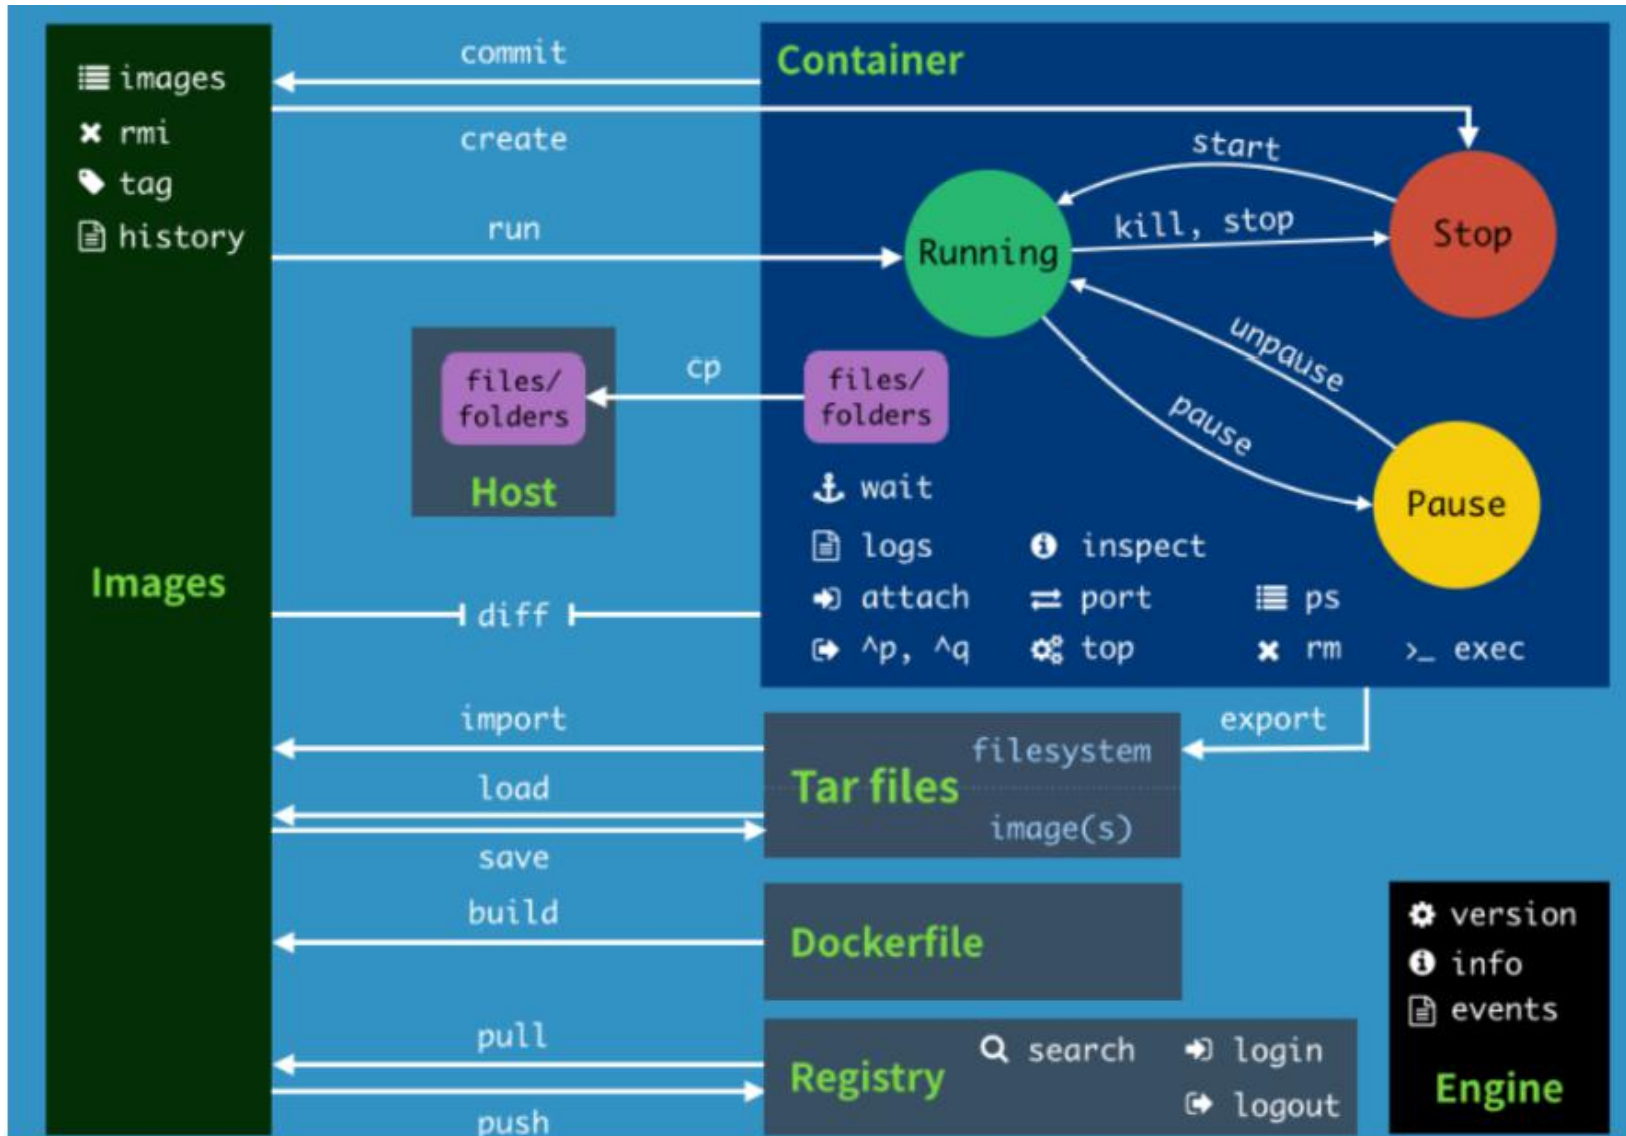 images
rmi
tag
history
Images
commit
create
run
Host
files/
folders
cp
diff
import
load
save
build
pull
push
Container
start
kill, stop
Running
Stop
unpause
pause
Pause
files/
folders
wait
logs
inspect
attach
port
ps
^p, ^q
top
rm
>_ exec
export
Tar files
filesystem
image(s)
Dockerfile
Registry
search
login
logout
version
info
events
Engine